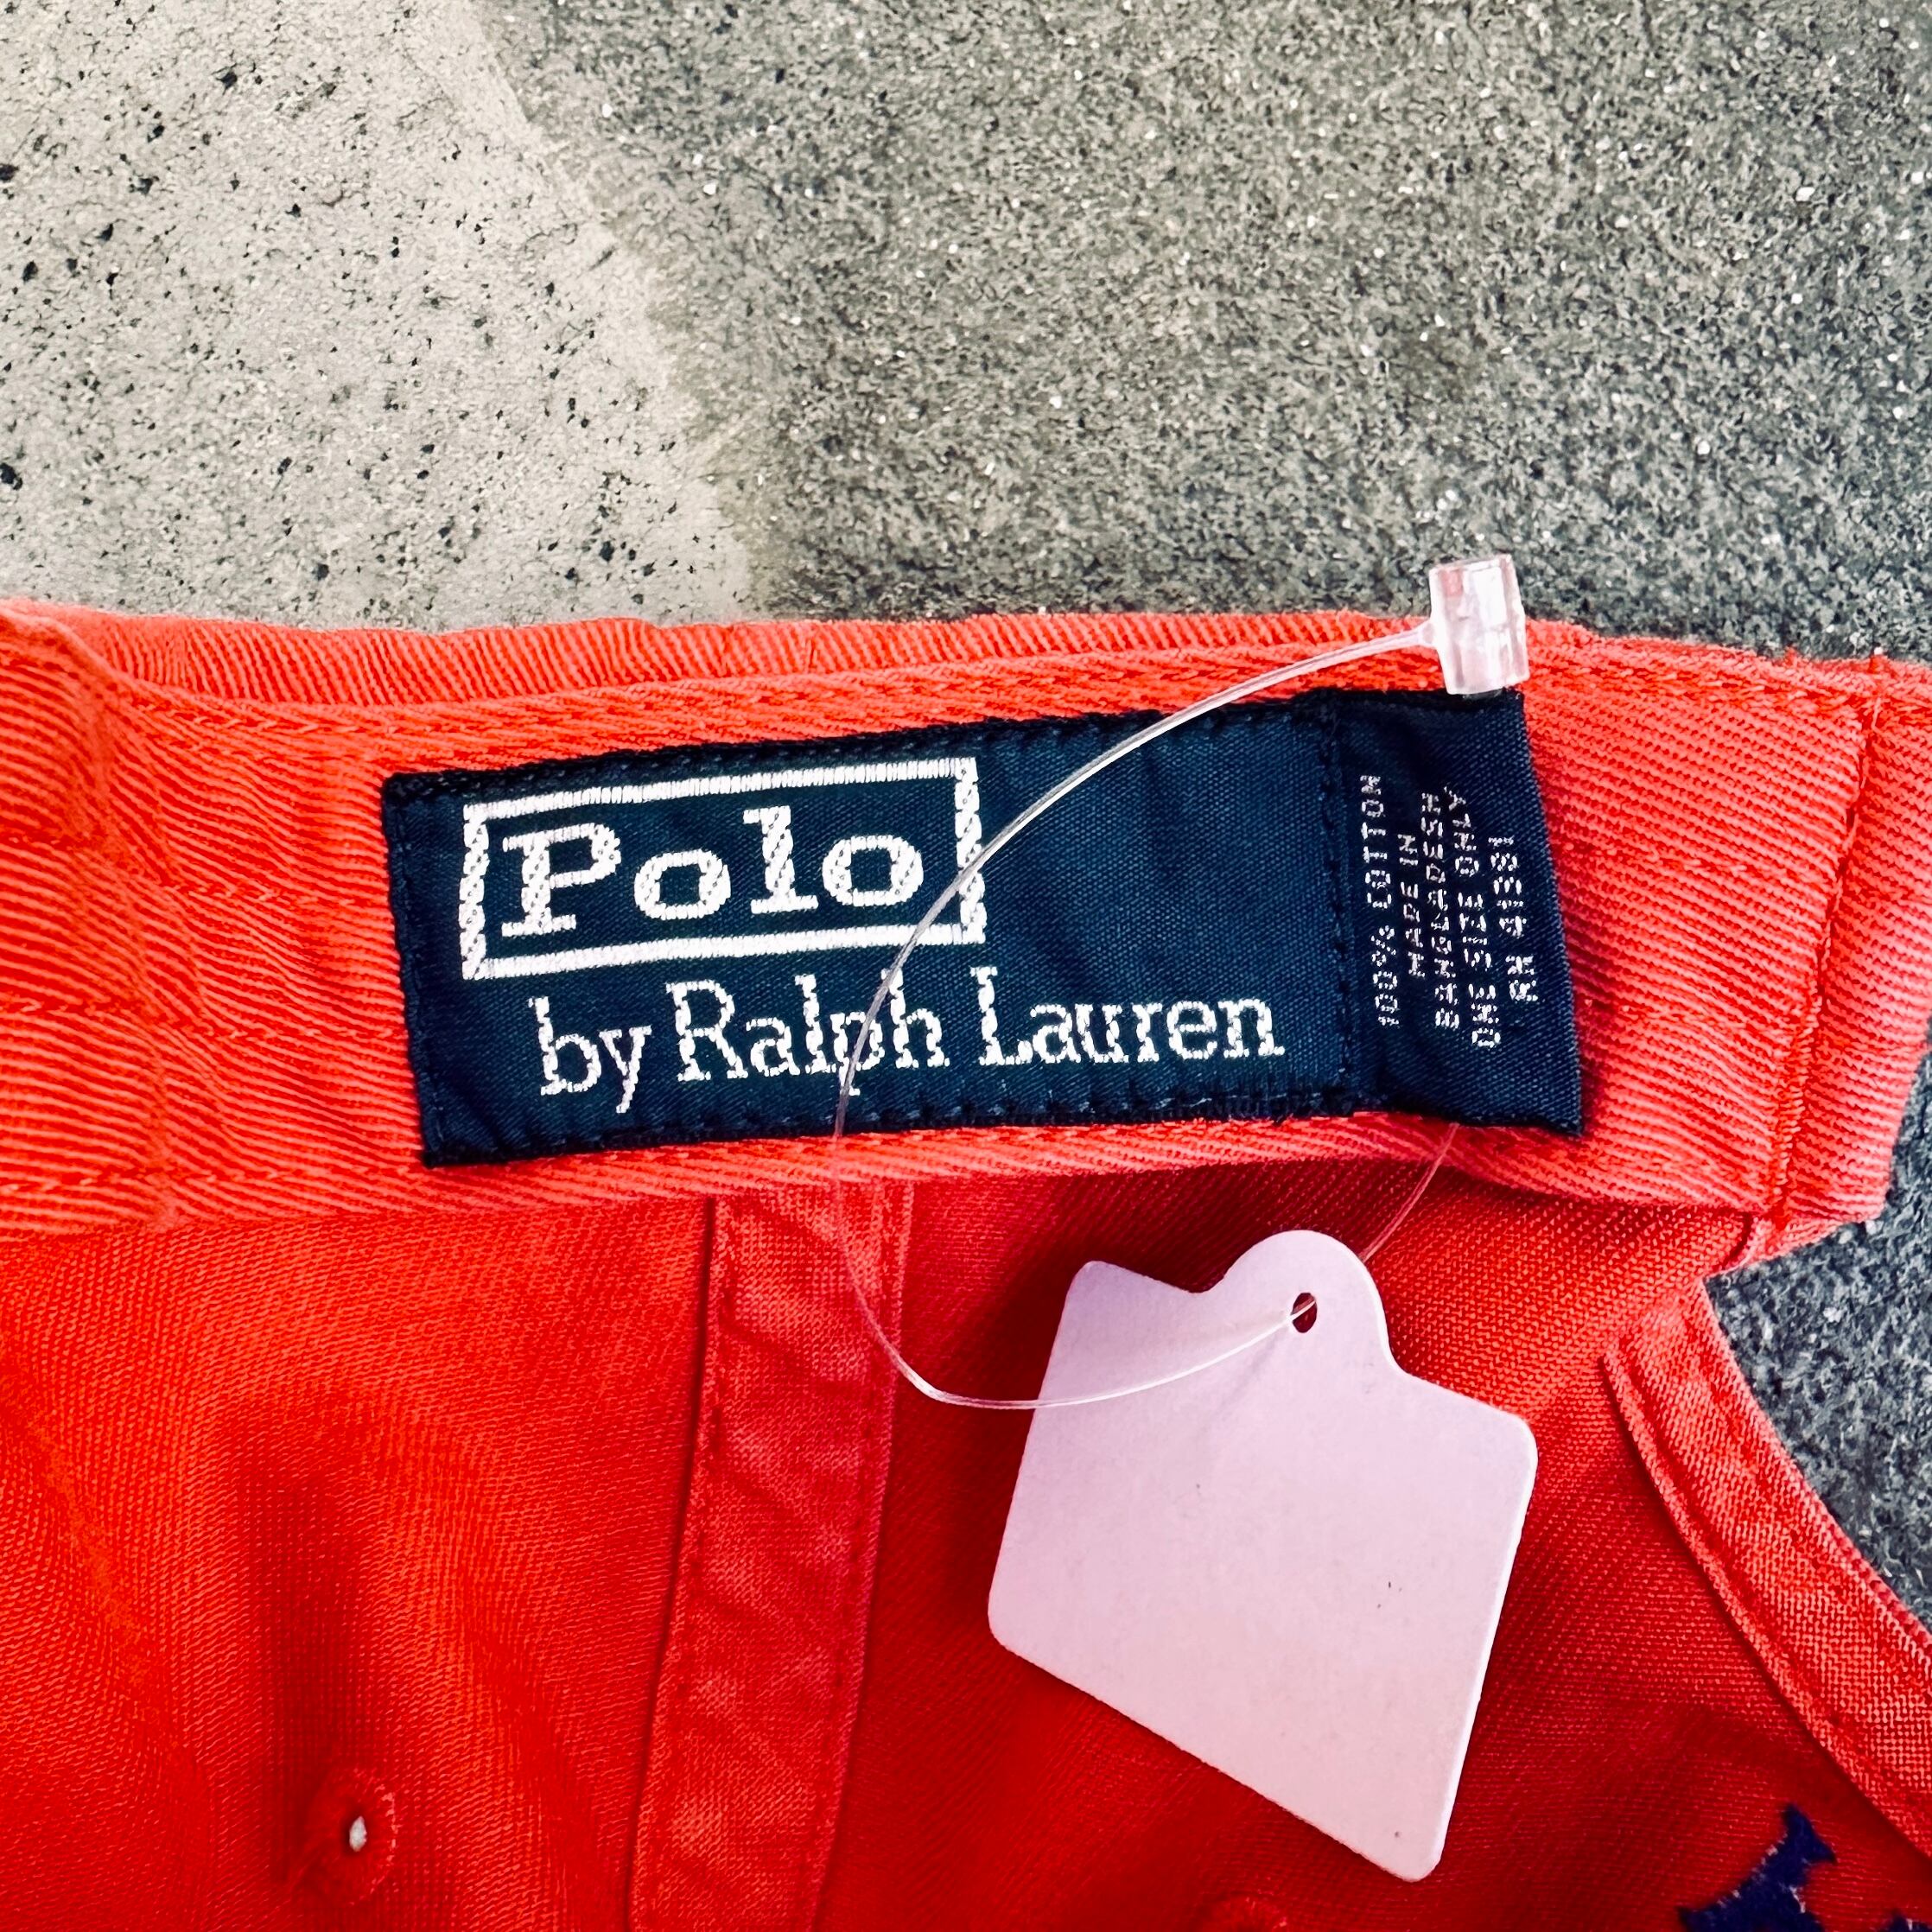 Polo
by Ralph Lauren
100% COTTON
MADE IN
BANGLADESH
ONE SIZE ONLY
RN 41381